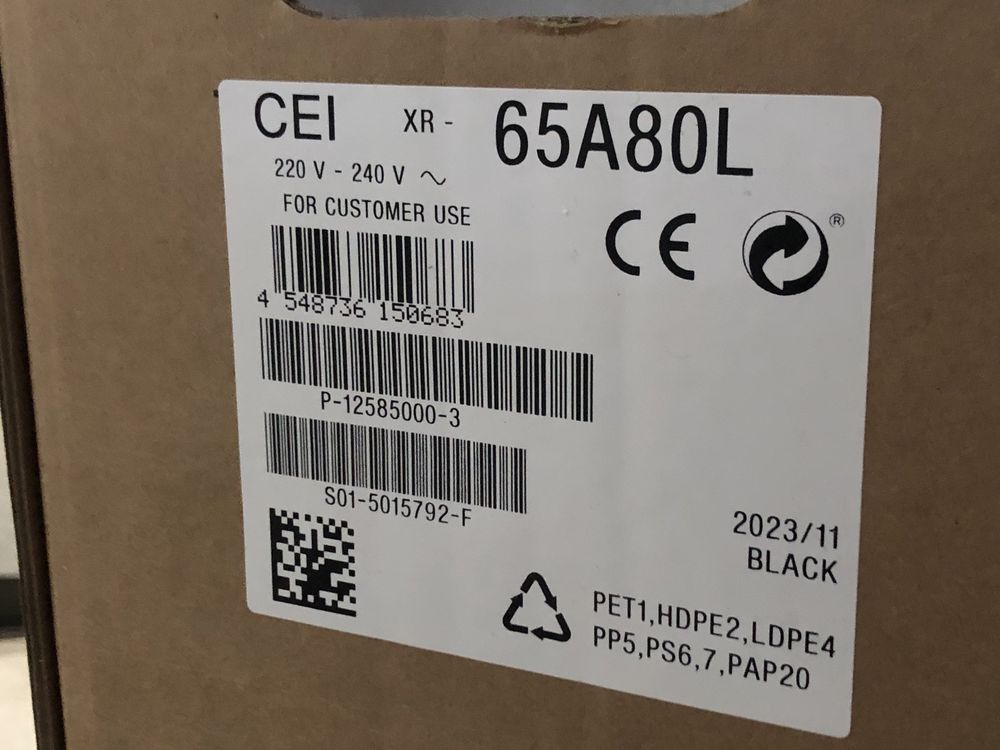 CEI XR - 65A80L
220 V - 240 V ~
FOR CUSTOMER USE
CE ®
4 548736 150683
P-12585000-3
S01-5015792-F
2023/11
BLACK
PET1,HDPE2,LDPE4
PP5,PS6,7,PAP20